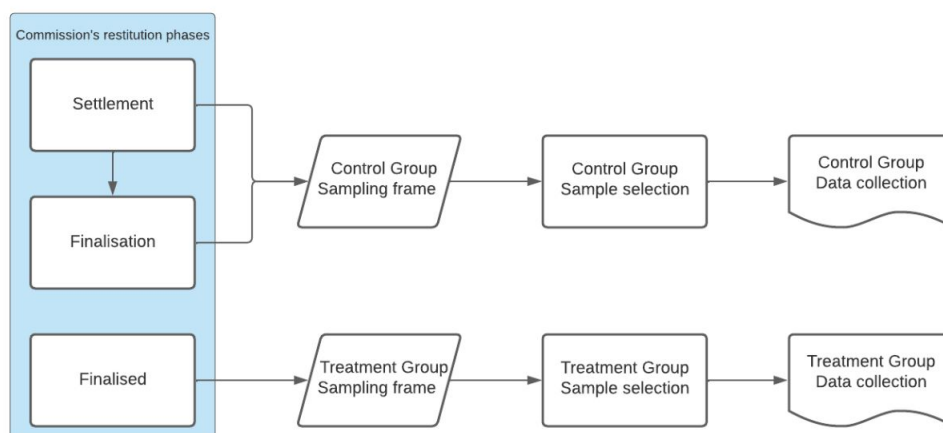 Commission's restitution phases
Settlement
Control Group
Sampling frame
Control Group
Sample selection
Control Group
Data collection
Finalisation
Finalised
Treatment Group
Sampling frame
Treatment Group
Sample selection
Treatment Group
Data collection